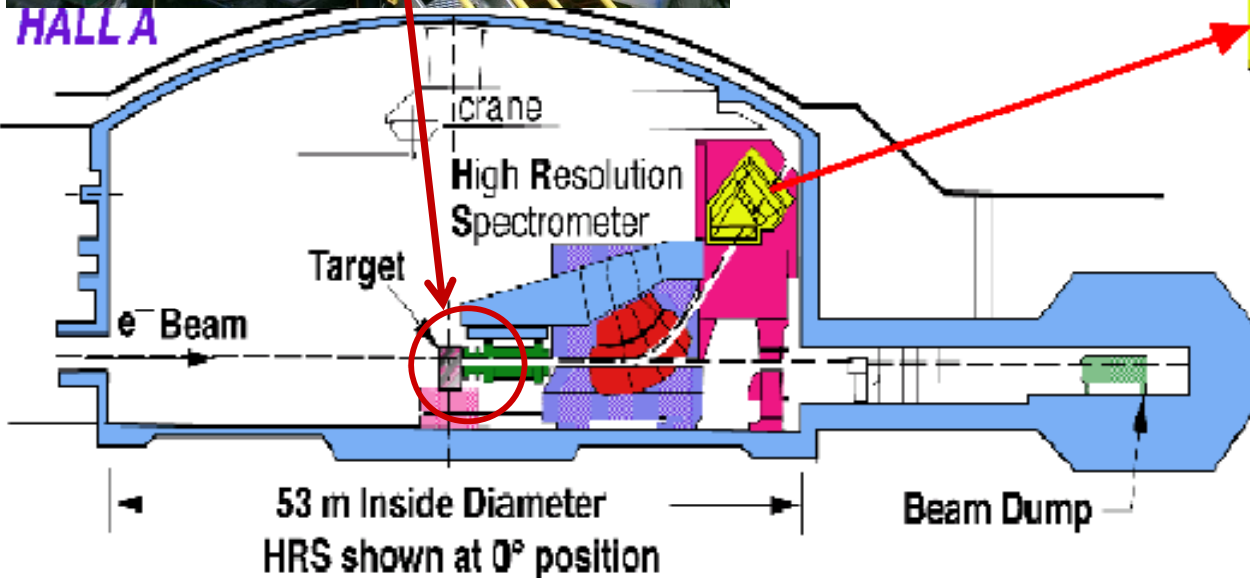 HALL A
crane
High Resolution
Spectrometer
Target
e⁻ Beam
53 m Inside Diameter
HRS shown at 0° position
Beam Dump